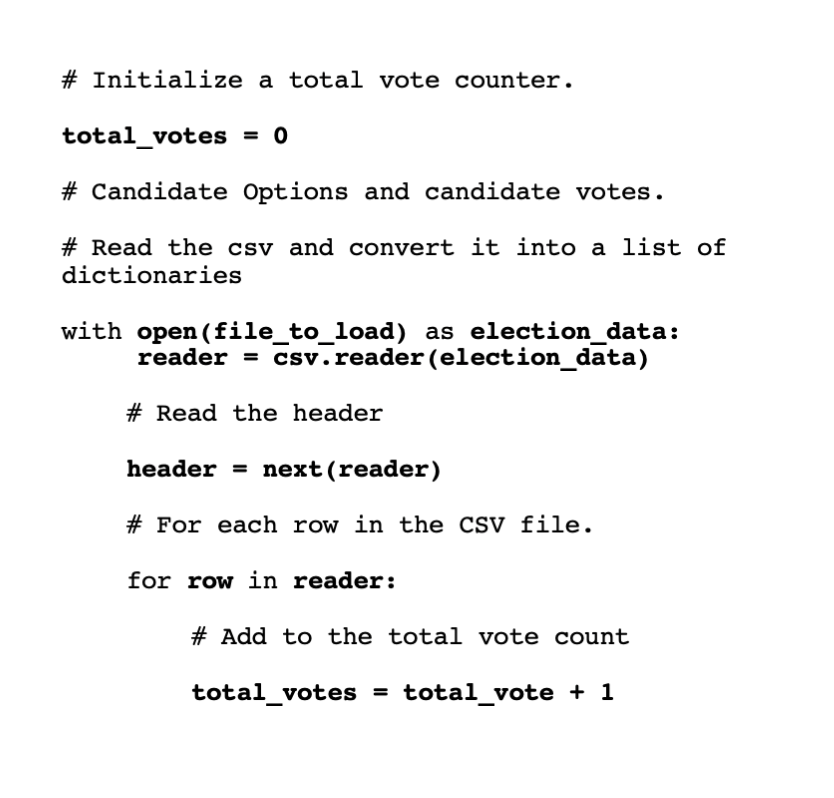 # Initialize a total vote counter.
total_votes = 0
# Candidate Options and candidate votes.
# Read the csv and convert it into a list of
dictionaries
with open(file_to_load) as election_data:
reader = csv.reader(election_data)
# Read the header
header = next(reader)
# For each row in the CSV file.
for row in reader:
# Add to the total vote count
total_votes = total_vote + 1